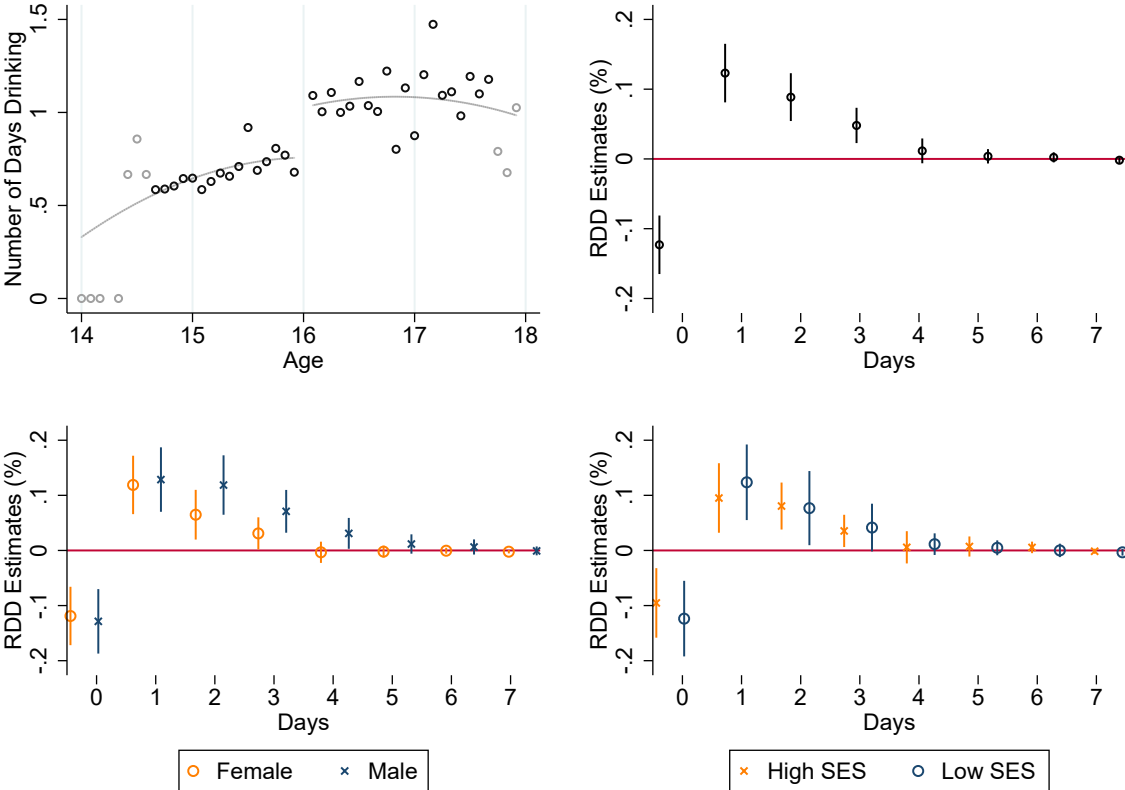 Number of Days Drinking
1.5
1
.5
0
14 15 16 17 18
Age
RDD Estimates (%)
.2
.1
0
-.1
-.2
0 1 2 3 4 5 6 7
Days
RDD Estimates (%)
.2
.1
0
-.1
-.2
0 1 2 3 4 5 6 7
Days
Female Male
RDD Estimates (%)
.2
.1
0
-.1
-.2
0 1 2 3 4 5 6 7
Days
High SES Low SES